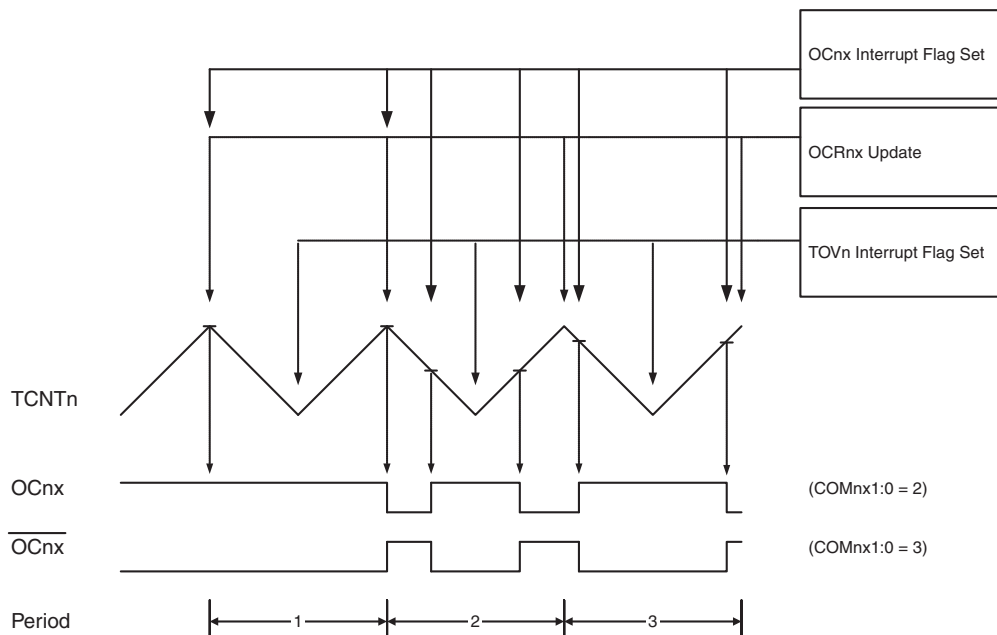 OCnx Interrupt Flag Set
OCRnx Update
TOVn Interrupt Flag Set
TCNTn
OCnx
(COMnx1:0 = 2)
OCnx
(COMnx1:0 = 3)
Period
1
2
3